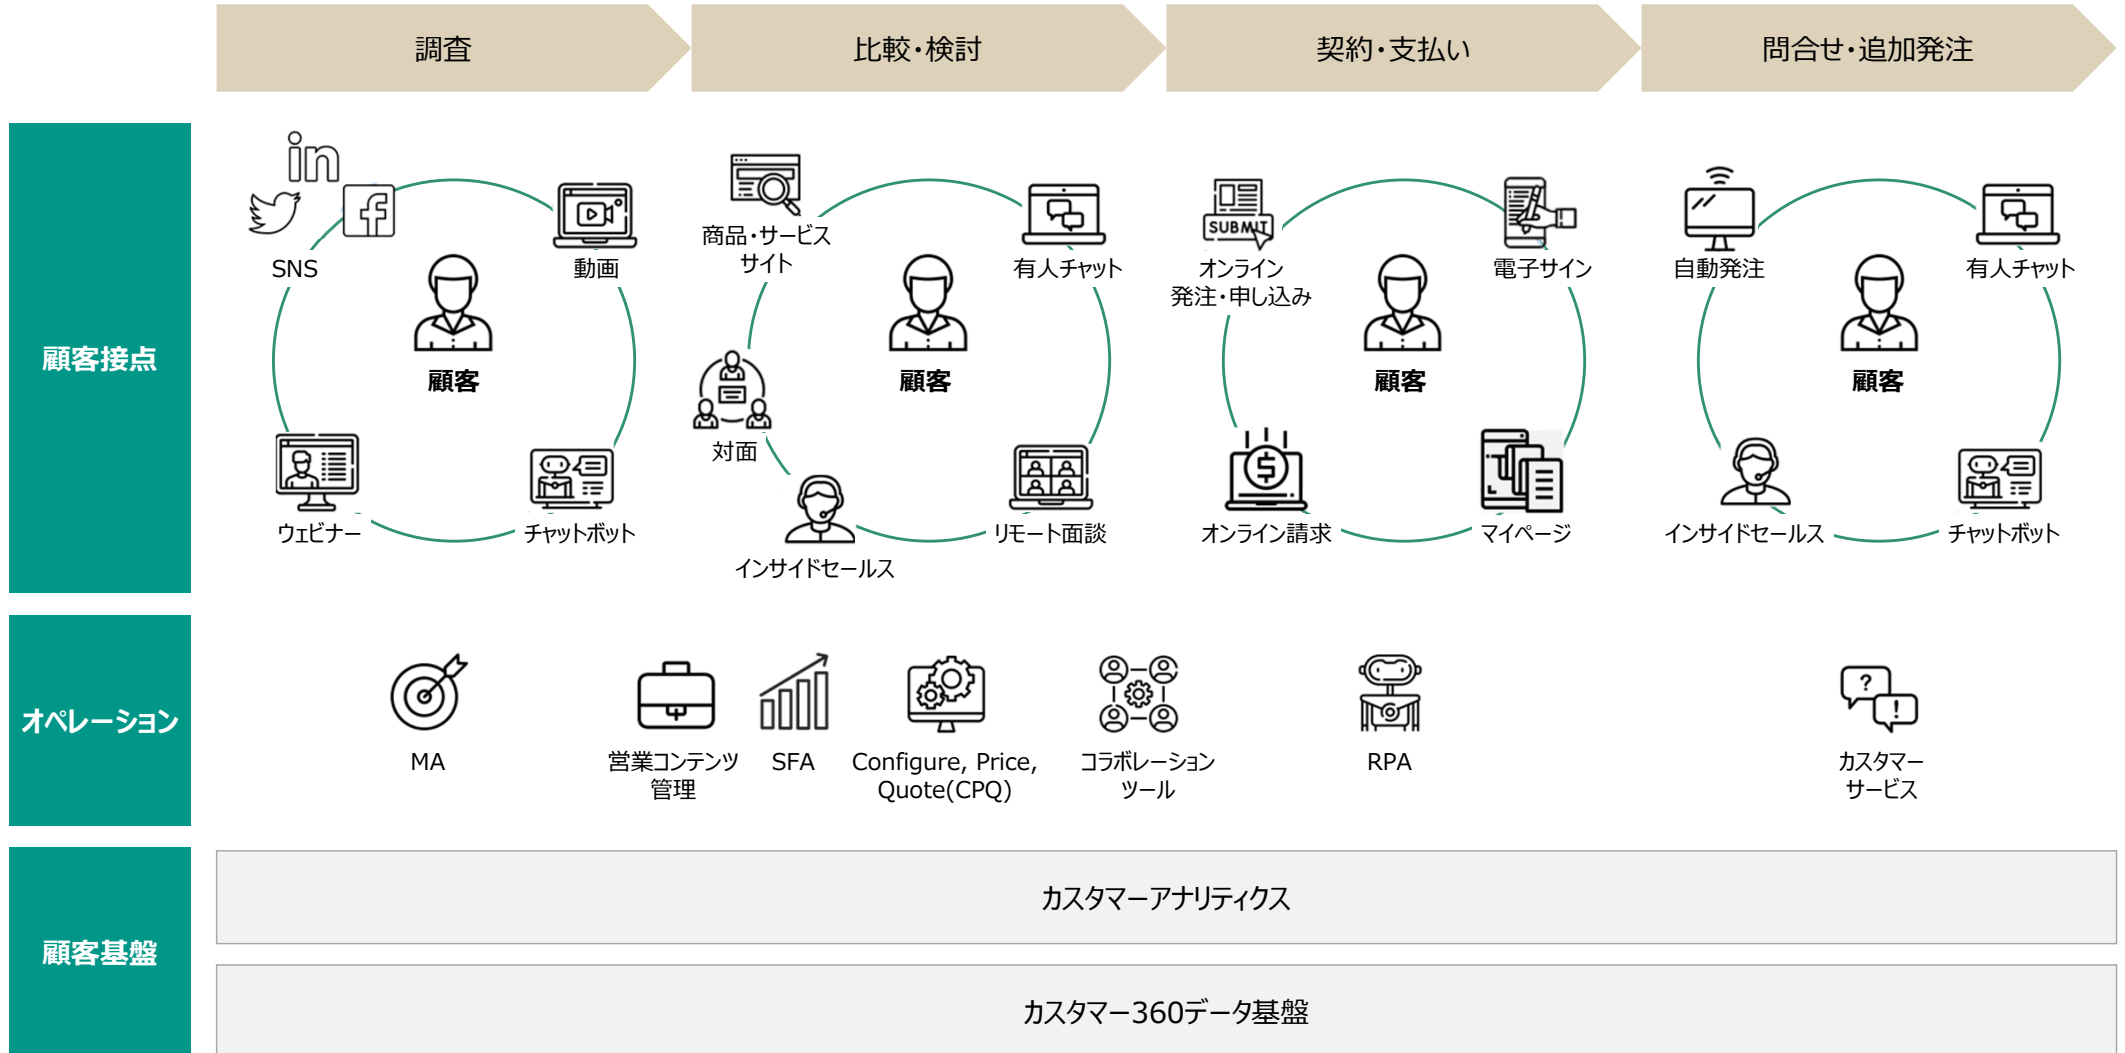 調査
比較・検討
契約・支払い
問合せ・追加発注
顧客接点
in
f
SNS
動画
顧客
ウェビナー
チャットボット
商品・サービス
サイト
有人チャット
顧客
対面
インサイドセールス
リモート面談
SUBMIT
オンライン
発注・申し込み
電子サイン
顧客
$
オンライン請求
マイページ
自動発注
有人チャット
顧客
インサイドセールス
チャットボット
オペレーション
MA
営業コンテンツ
管理
SFA
Configure, Price,
Quote(CPQ)
コラボレーション
ツール
RPA
?
!
カスタマー
サービス
顧客基盤
カスタマーアナリティクス
カスタマー360データ基盤